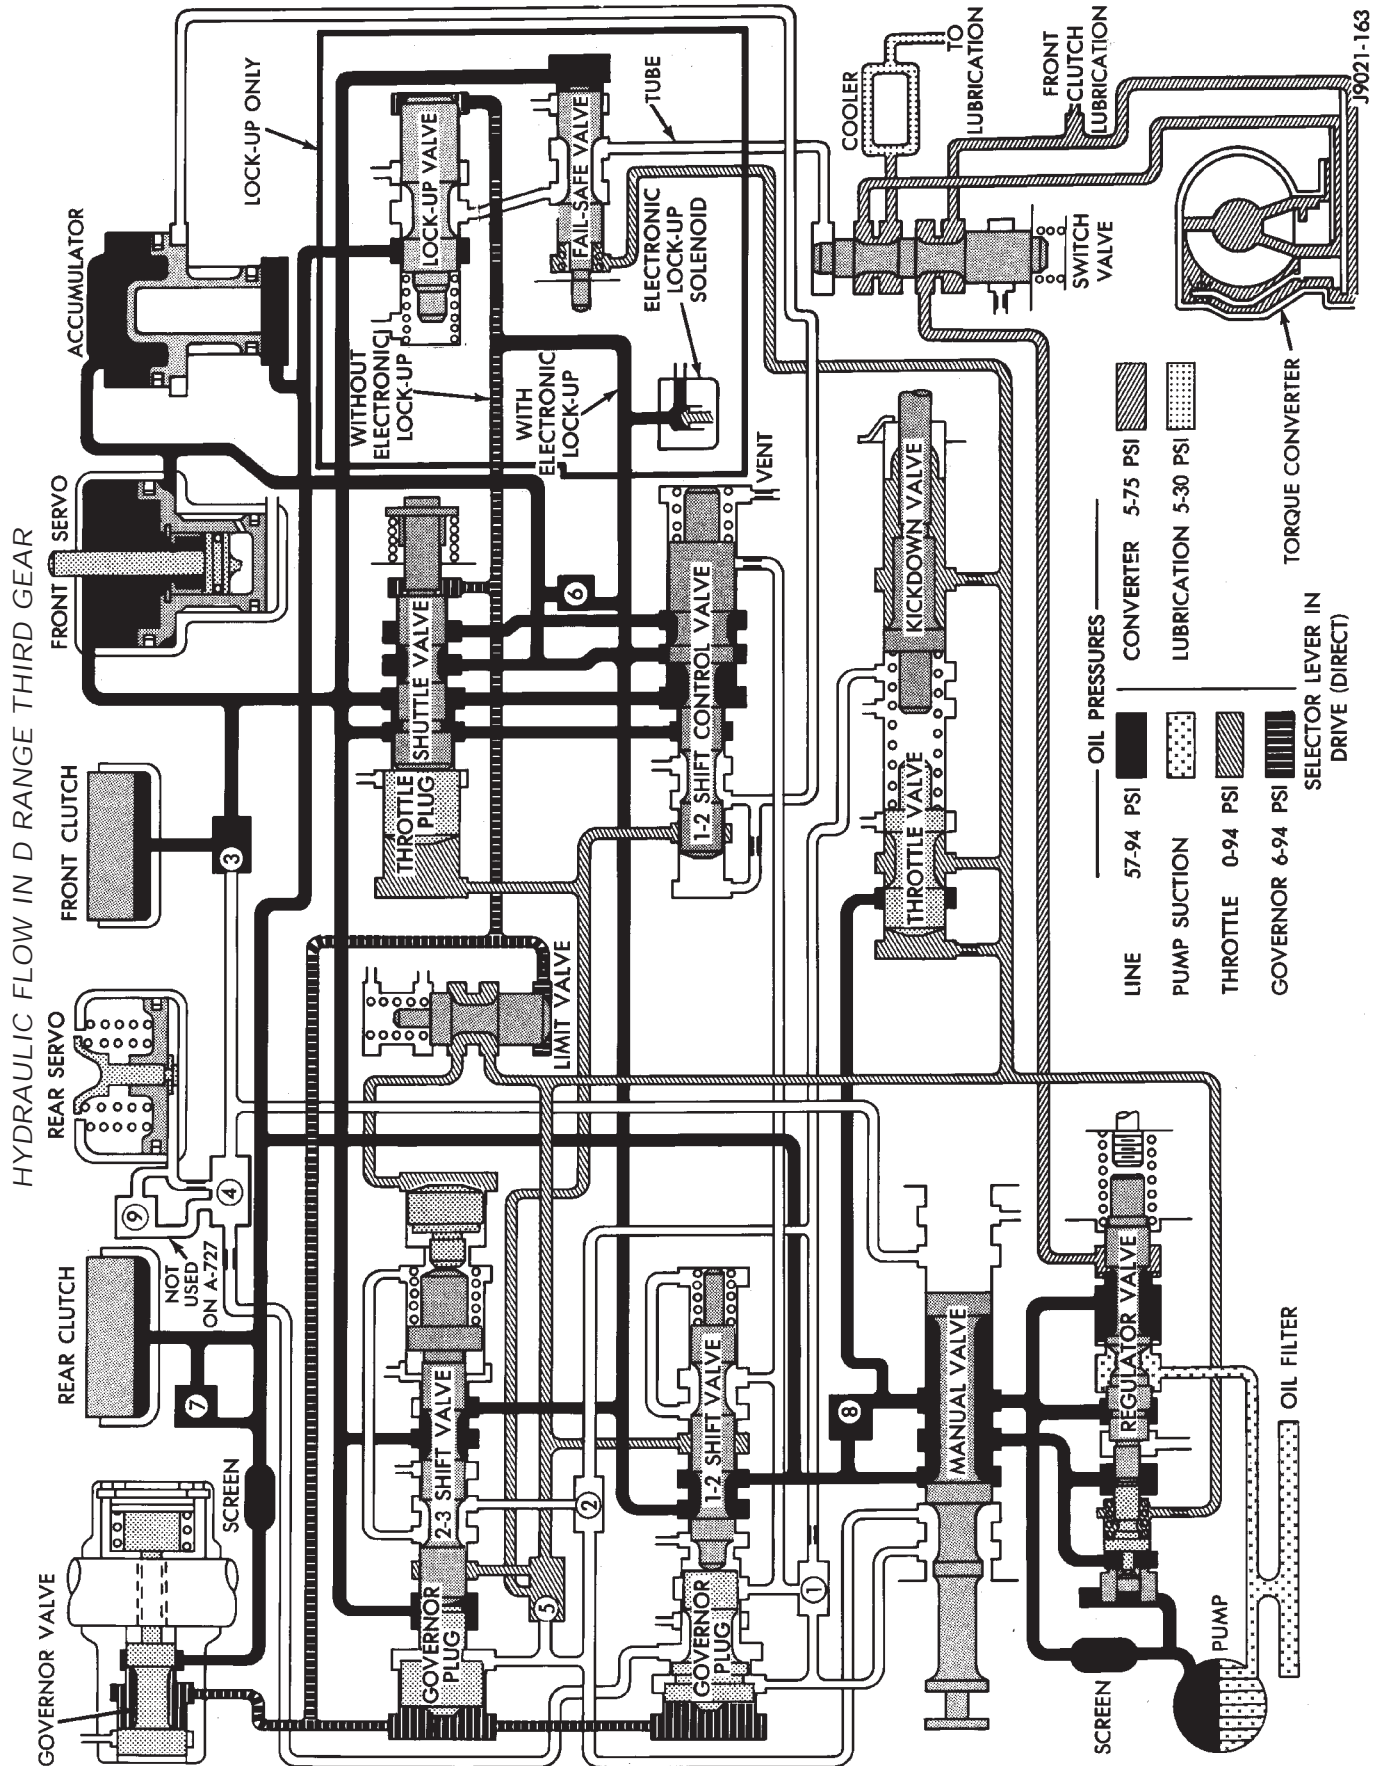 HYDRAULIC FLOW IN D RANGE THIRD GEAR
GOVERNOR VALVE
SCREEN
REAR CLUTCH
7
NOT
USED
ON A-727
9
4
REAR SERVO
FRONT CLUTCH
3
FRONT SERVO
ACCUMULATOR
LOCK-UP ONLY
GOVERNOR
PLUG
2-3 SHIFT VALVE
5
2
LIMIT VALVE
THROTTLE
PLUG
SHUTTLE VALVE
6
WITHOUT
ELECTRONIC
LOCK-UP
WITH
ELECTRONIC
LOCK-UP
LOCK-UP VALVE
FAIL-SAFE VALVE
TUBE
ELECTRONIC
LOCK-UP
SOLENOID
GOVERNOR
PLUG
1-2 SHIFT VALVE
1
8
1-2 SHIFT CONTROL VALVE
VENT
MANUAL VALVE
THROTTLE VALVE
KICKDOWN VALVE
SWITCH
VALVE
COOLER
TO
LUBRICATION
FRONT
CLUTCH
LUBRICATION
SCREEN
PUMP
REGULATOR VALVE
OIL FILTER
OIL PRESSURES
LINE 57-94 PSI
PUMP SUCTION
THROTTLE 0-94 PSI
GOVERNOR 6-94 PSI
CONVERTER 5-75 PSI
LUBRICATION 5-30 PSI
SELECTOR LEVER IN
DRIVE (DIRECT)
TORQUE CONVERTER
J9021-163